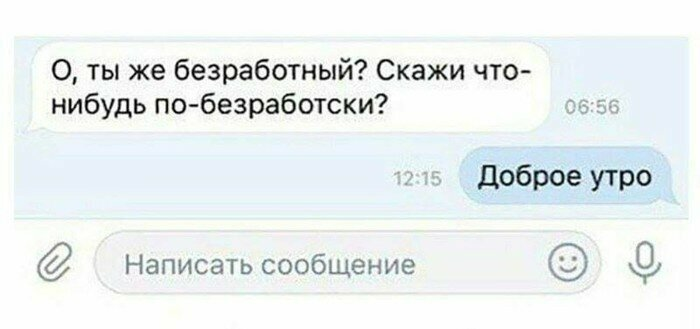 О, ты же безработный? Скажи что-
нибудь по-безработски?
06:56
12:15
Доброе утро
Написать сообщение